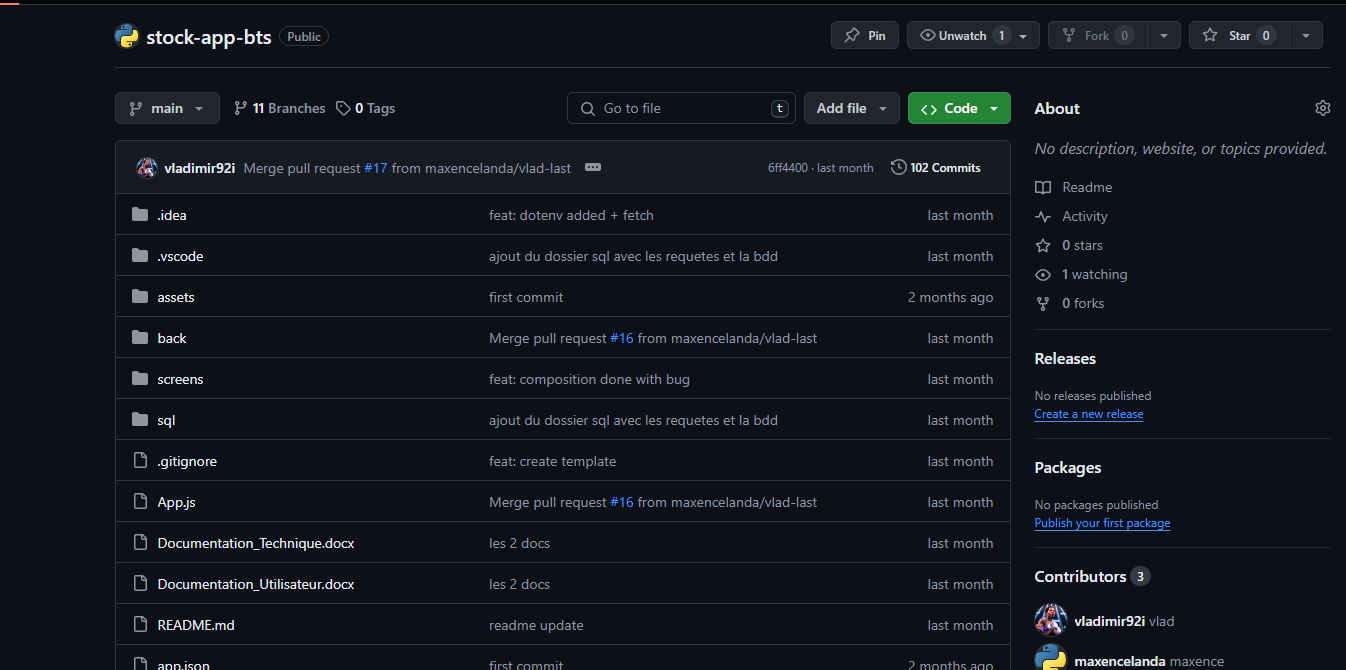 stock-app-bts Public
Pin Unwatch 1 Fork 0 Star 0
main 11 Branches 0 Tags Go to file t Add file Code
vladimir92i Merge pull request #17 from maxencelanda/vlad-last 6ff4400 · last month 102 Commits
.idea feat: dotenv added + fetch last month
.vscode ajout du dossier sql avec les requetes et la bdd last month
assets first commit 2 months ago
back Merge pull request #16 from maxencelanda/vlad-last last month
screens feat: composition done with bug last month
sql ajout du dossier sql avec les requetes et la bdd last month
.gitignore feat: create template last month
App.js Merge pull request #16 from maxencelanda/vlad-last last month
Documentation_Technique.docx les 2 docs last month
Documentation_Utilisateur.docx les 2 docs last month
README.md readme update last month
app.json first commit 2 months ago
About
No description, website, or topics provided.
Readme
Activity
0 stars
1 watching
0 forks
Releases
No releases published
Create a new release
Packages
No packages published
Publish your first package
Contributors 3
vladimir92i vlad
maxencelanda maxence